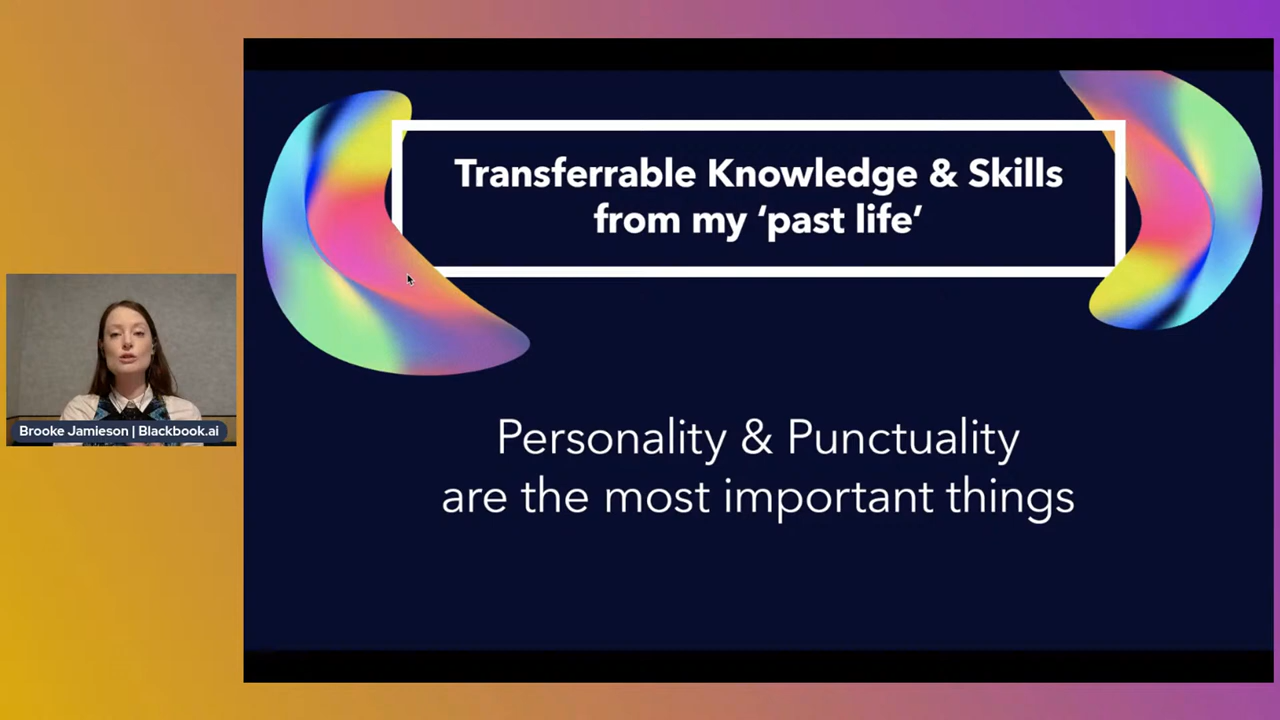 Transferrable Knowledge & Skills
from my ‘past life’
Personality & Punctuality
are the most important things
Brooke Jamieson | Blackbook.ai